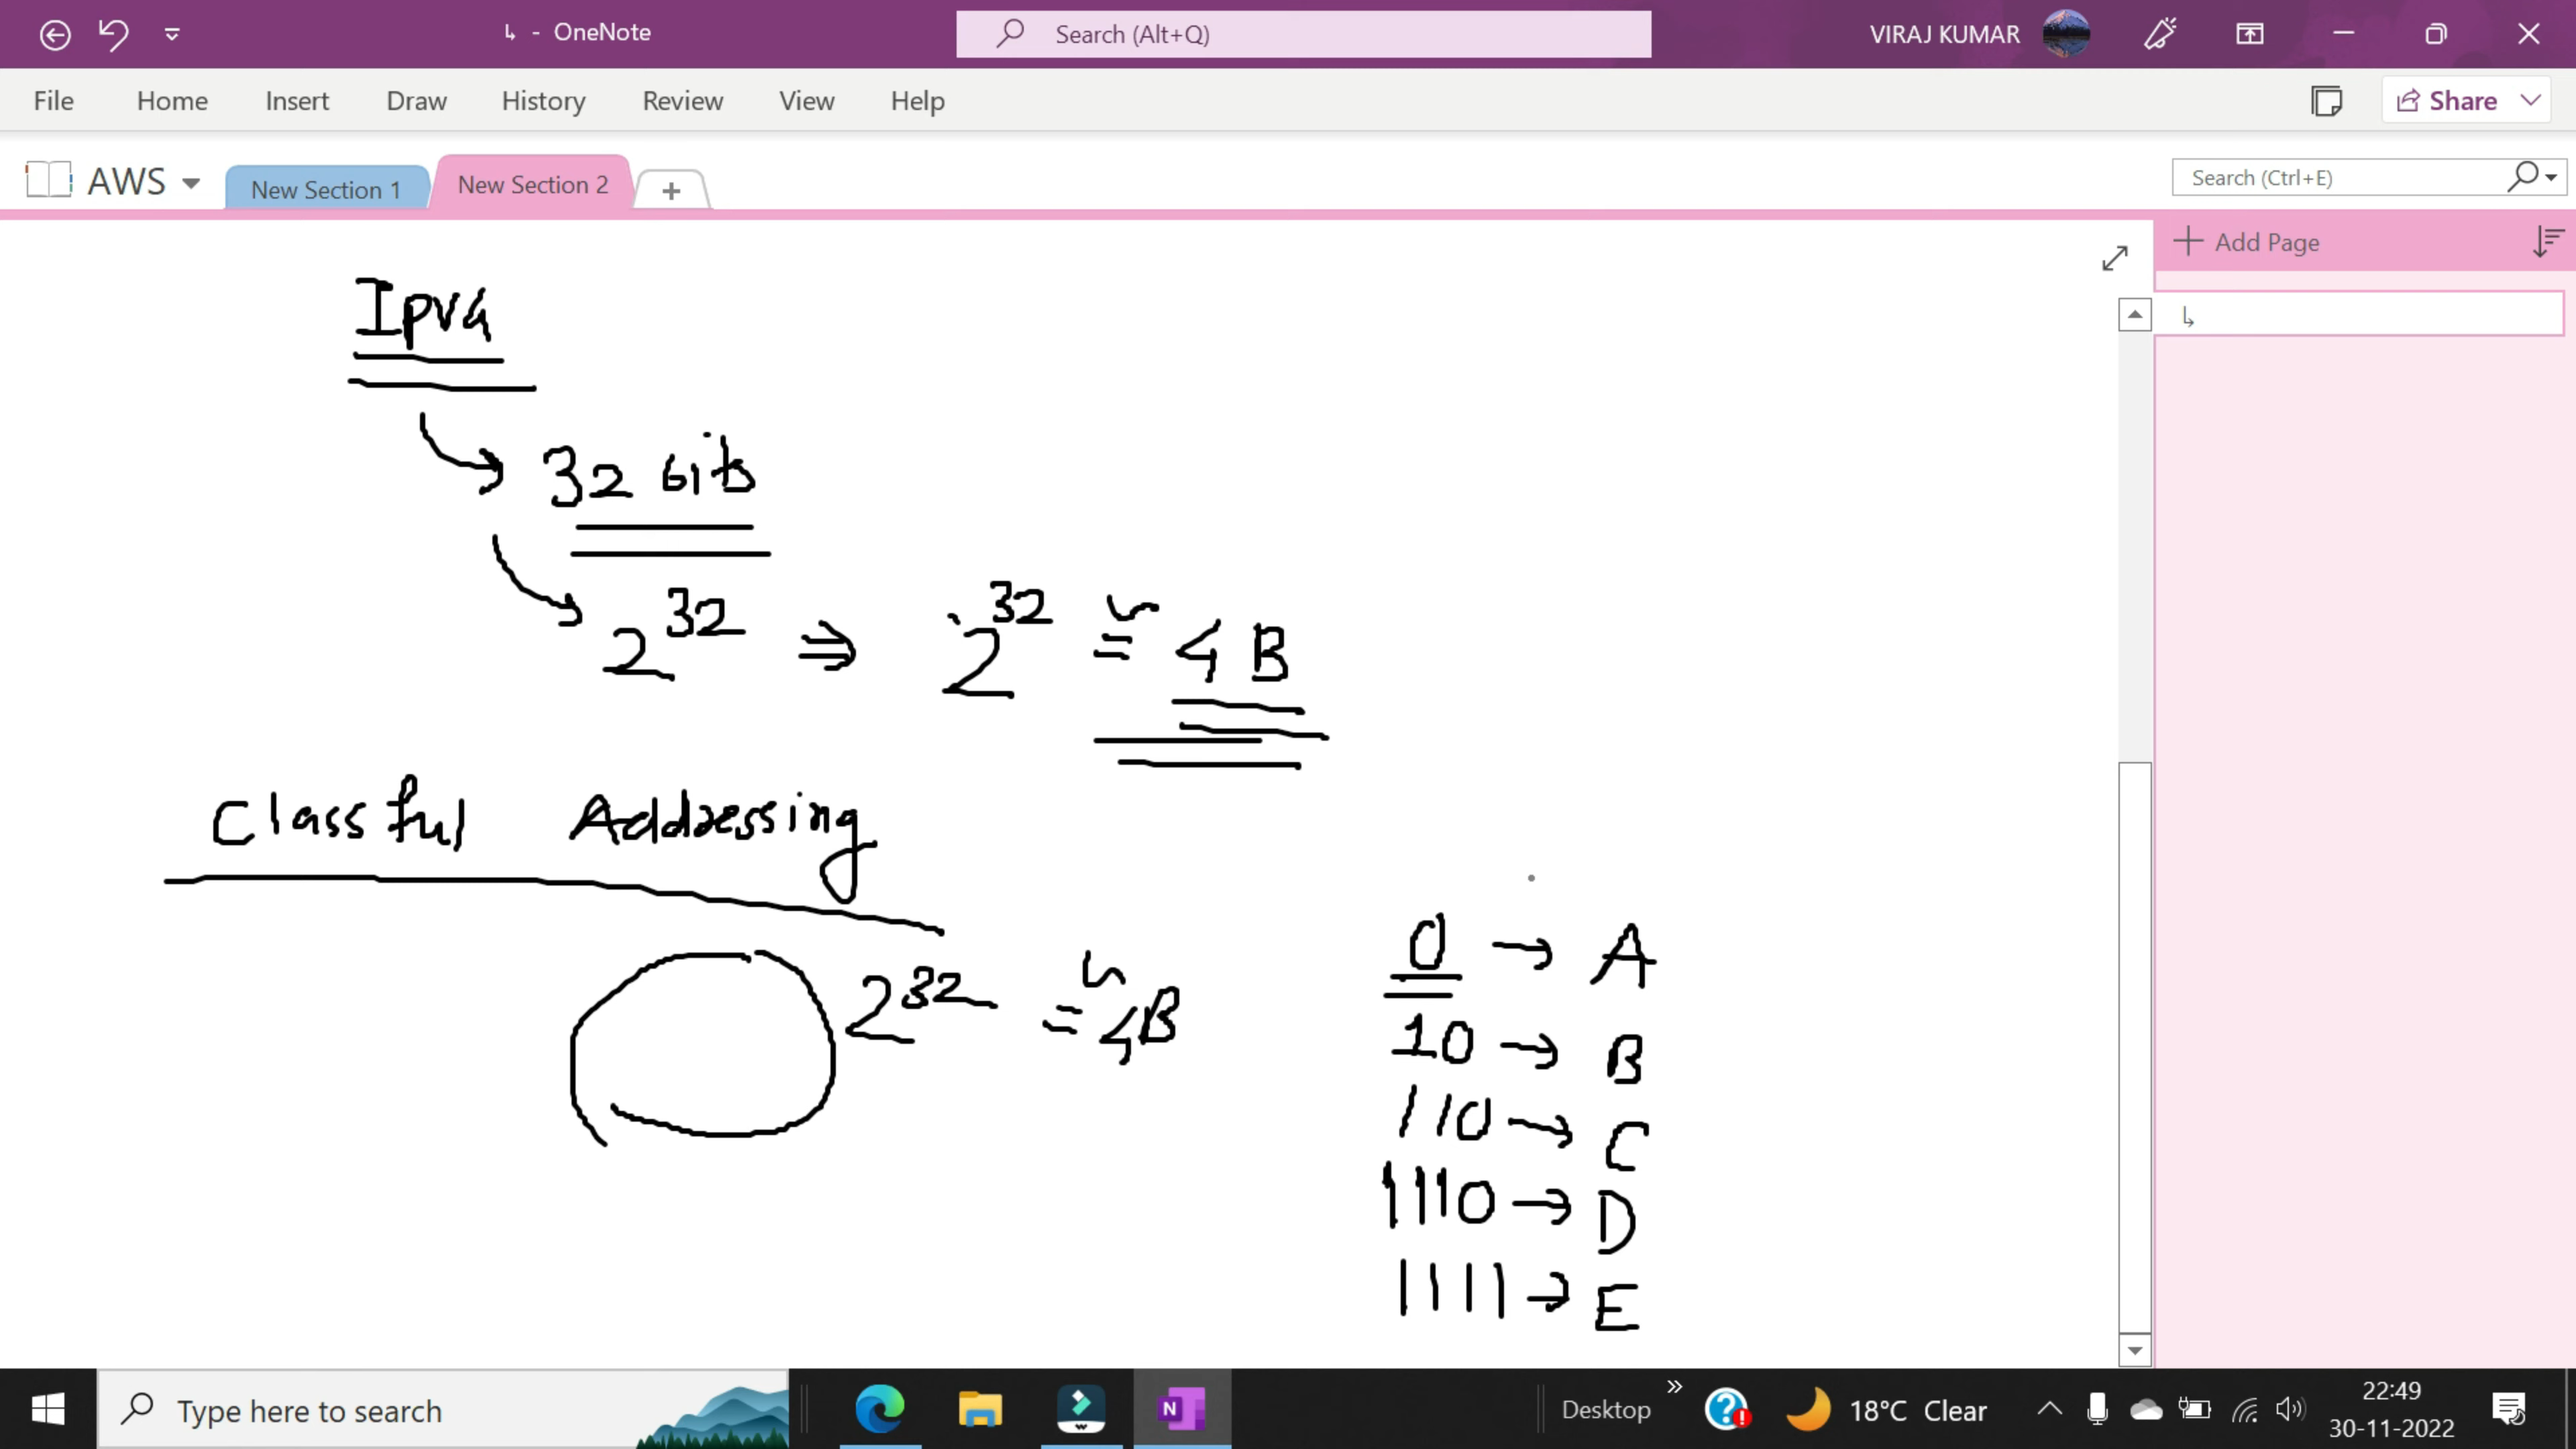 ↳ - OneNote
Search (Alt+Q)
VIRAJ KUMAR
File Home Insert Draw History Review View Help
Share
AWS
New Section 1
New Section 2
+
Search (Ctrl+E)
Add Page
↳
Ipv4
32 bits
2^32 ⇒ 2^32 ≅ 4 B
Classful Addressing
2^32 ≅ 4B
0 → A
10 → B
110 → C
1110 → D
1111 → E
Type here to search
Desktop
18°C Clear
22:49
30-11-2022